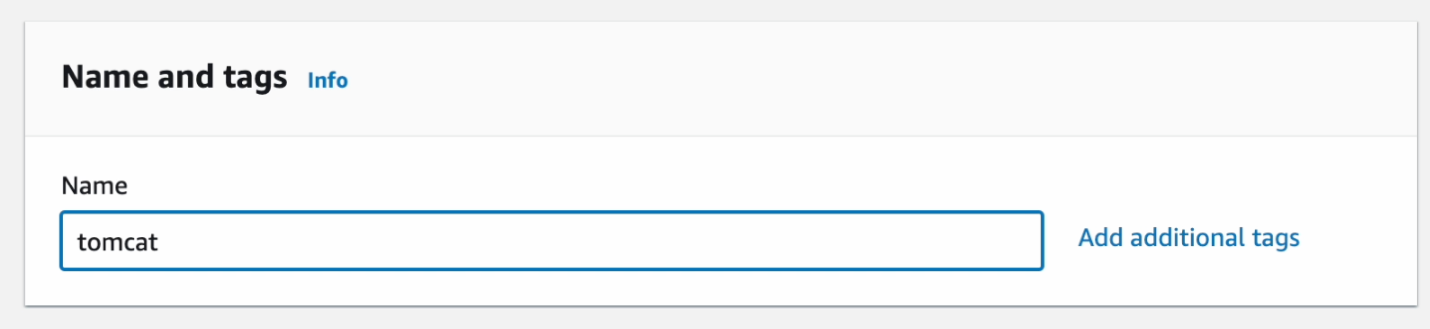 Name and tags Info
Name
tomcat
Add additional tags